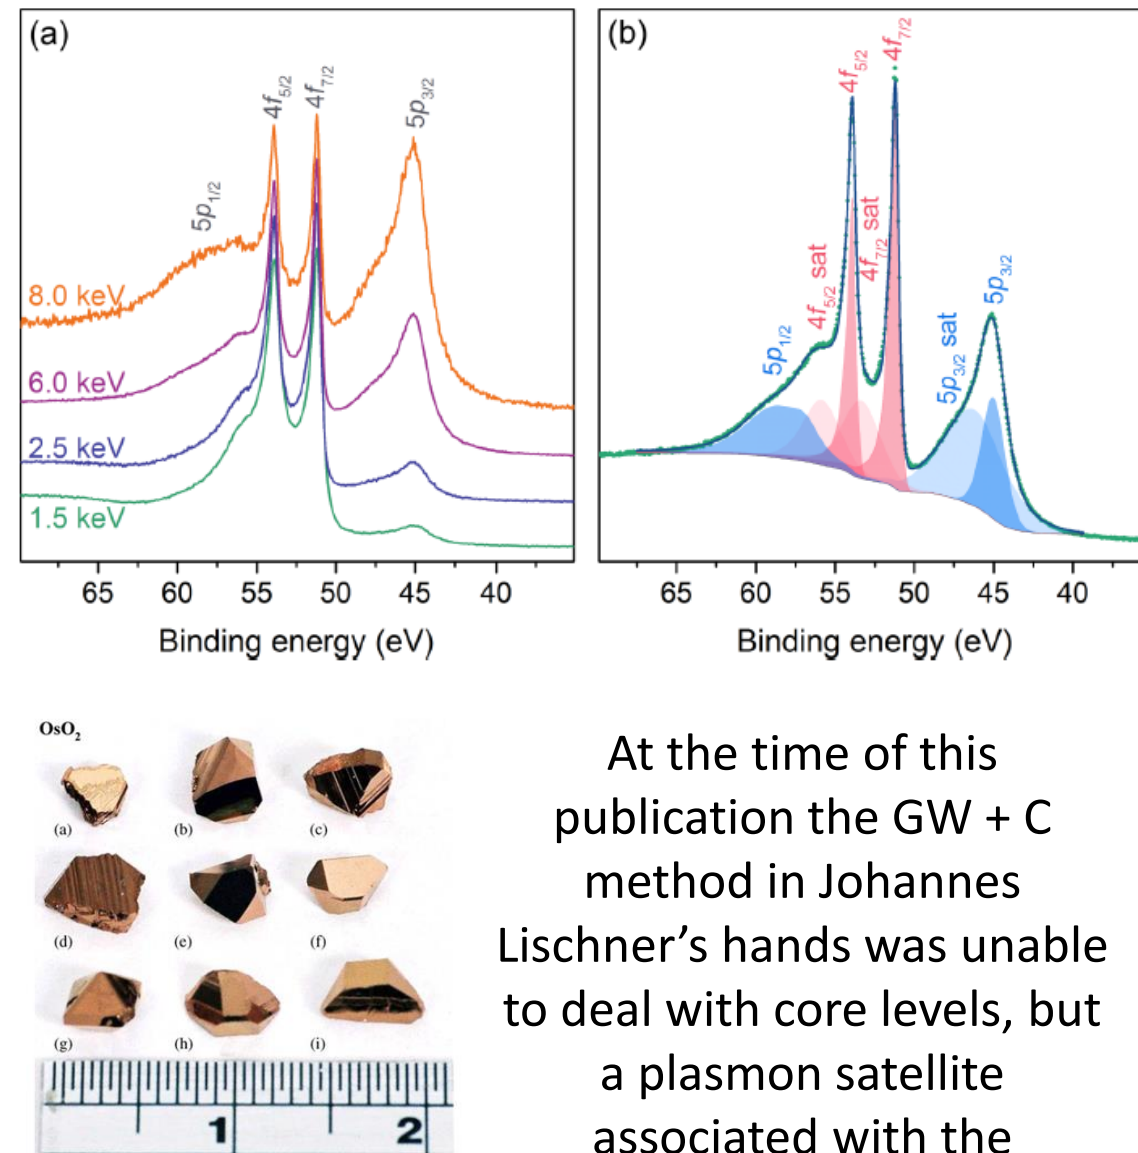 (a)
5p1/2
4f5/2
4f7/2
5p3/2
8.0 keV
6.0 keV
2.5 keV
1.5 keV
65 60 55 50 45 40
Binding energy (eV)
(b)
5p1/2
4f5/2 sat
4f5/2
4f7/2 sat
4f7/2
5p3/2 sat
5p3/2
65 60 55 50 45 40
Binding energy (eV)
OsO2
(a) (b) (c)
(d) (e) (f)
(g) (h) (i)
1 2
At the time of this
publication the GW + C
method in Johannes
Lischner’s hands was unable
to deal with core levels, but
a plasmon satellite
associated with the